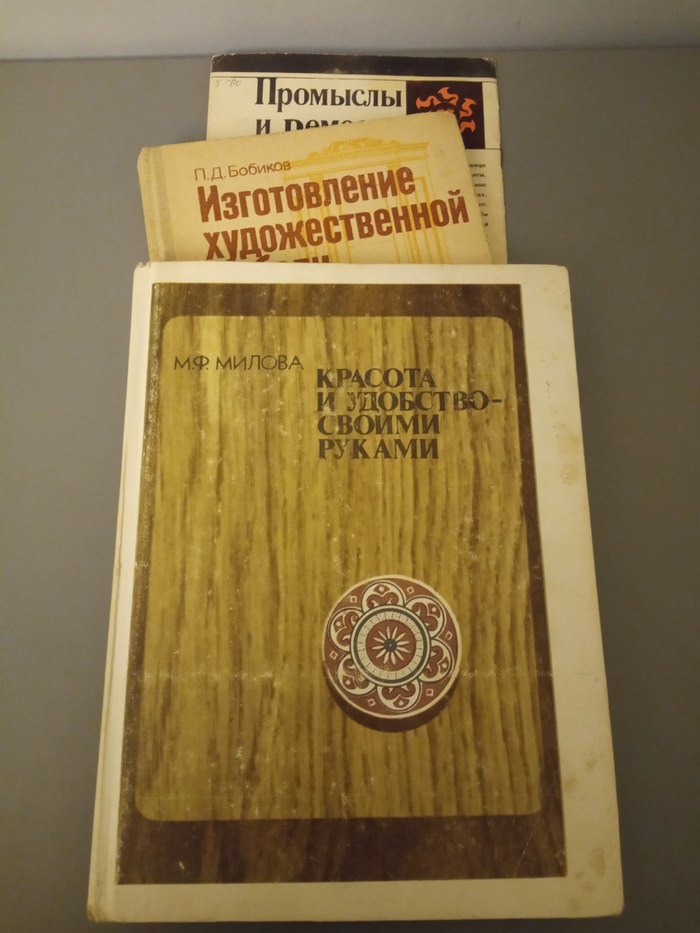 Промыслы
и
П.Д. Бобиков
Изготовление
художественной
М.Ф. МИЛОВА
КРАСОТА
И УДОБСТВО-
СВОИМИ
РУКАМИ